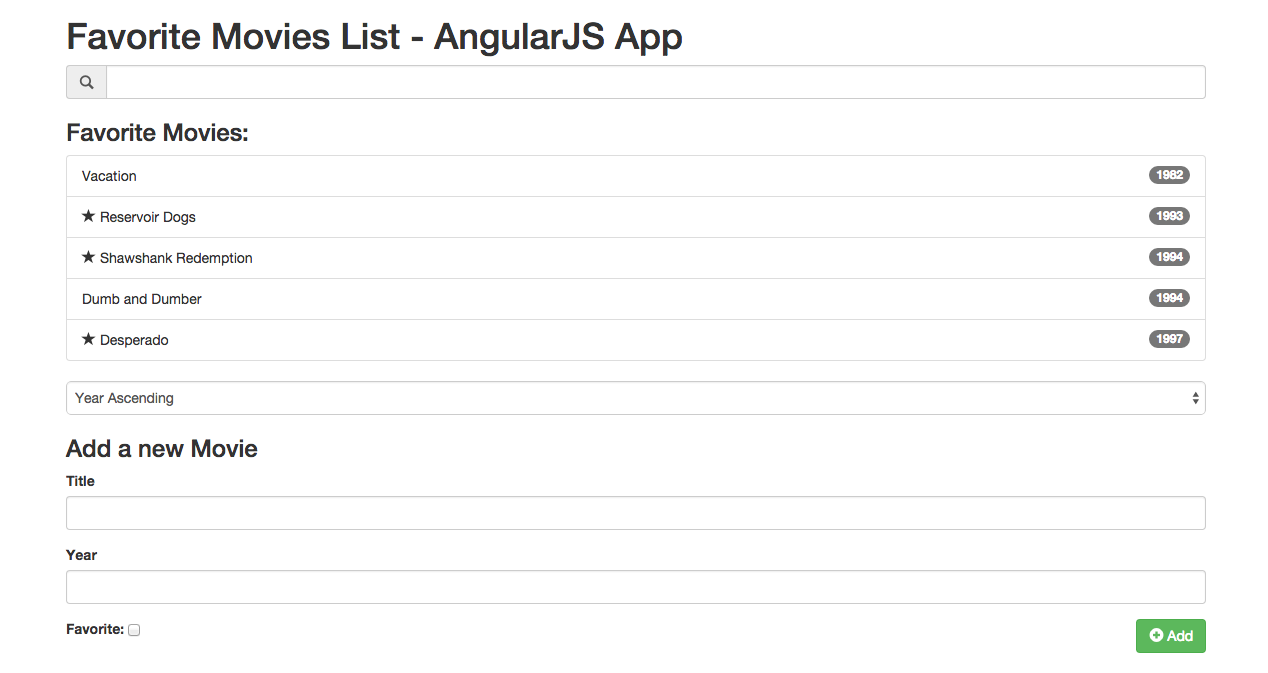 Favorite Movies List - AngularJS App
Favorite Movies:
Vacation 1982
★ Reservoir Dogs 1993
★ Shawshank Redemption 1994
Dumb and Dumber 1994
★ Desperado 1997
Year Ascending
Add a new Movie
Title
Year
Favorite:
Add